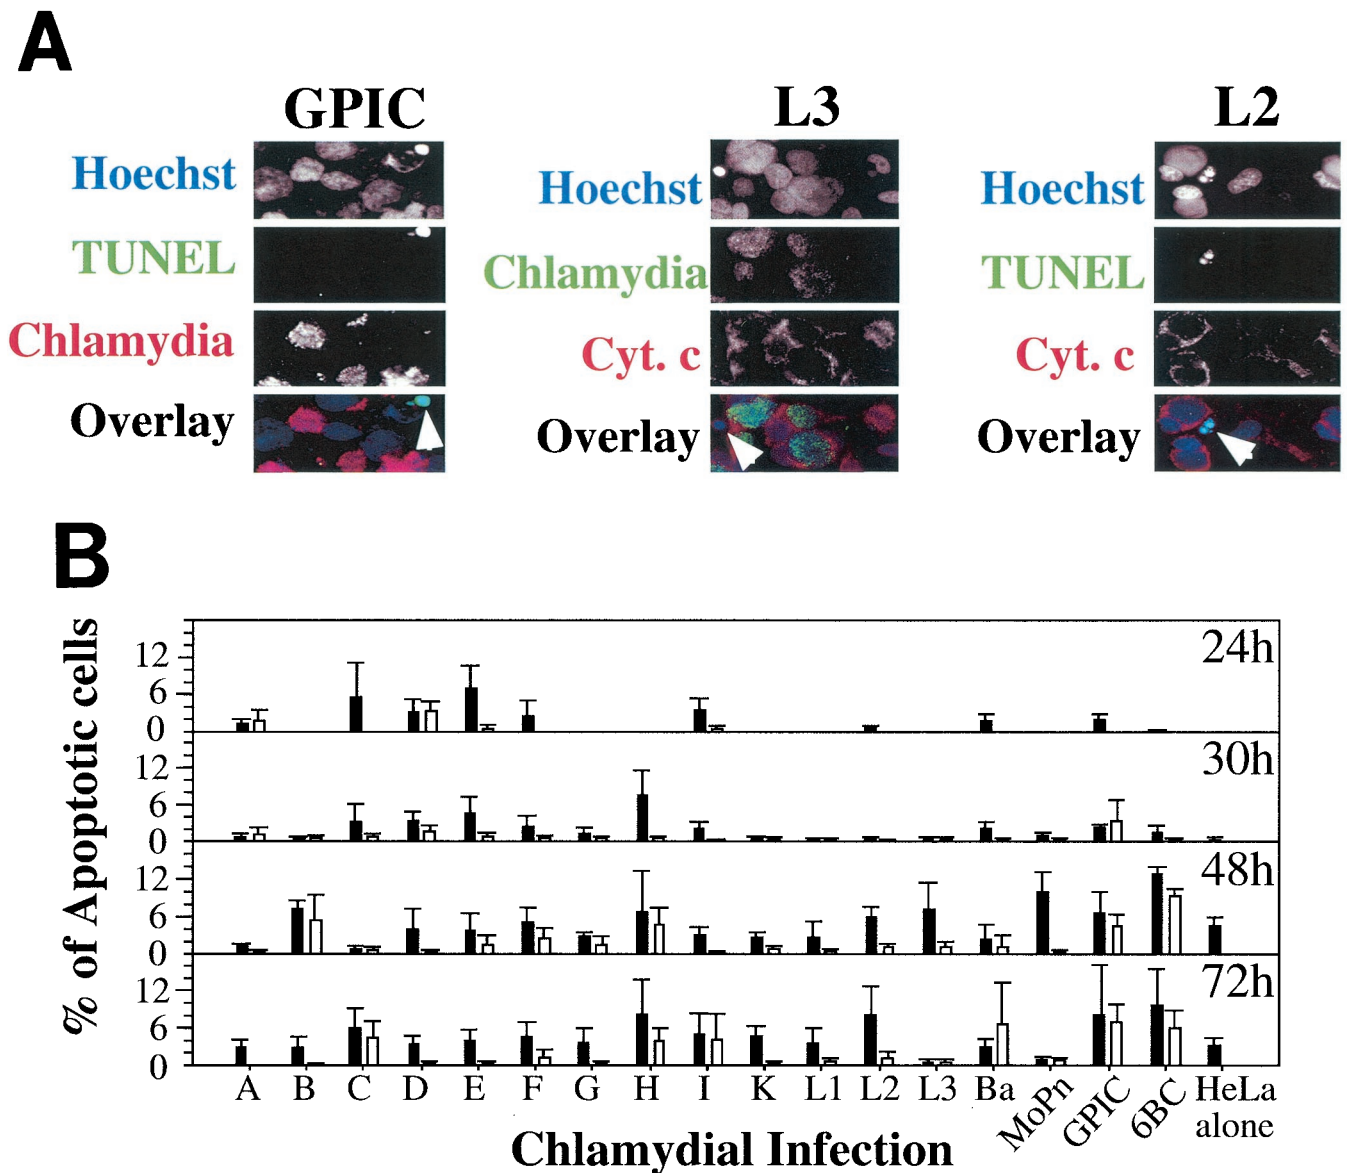 A
GPIC
Hoechst
TUNEL
Chlamydia
Overlay
L3
Hoechst
Chlamydia
Cyt. c
Overlay
L2
Hoechst
TUNEL
Cyt. c
Overlay
B
% of Apoptotic cells
12
6
0
24h
12
6
0
30h
12
6
0
48h
12
6
0
72h
A B C D E F G H I K L1 L2 L3 Ba MoPn GPIC 6BC HeLa alone
Chlamydial Infection